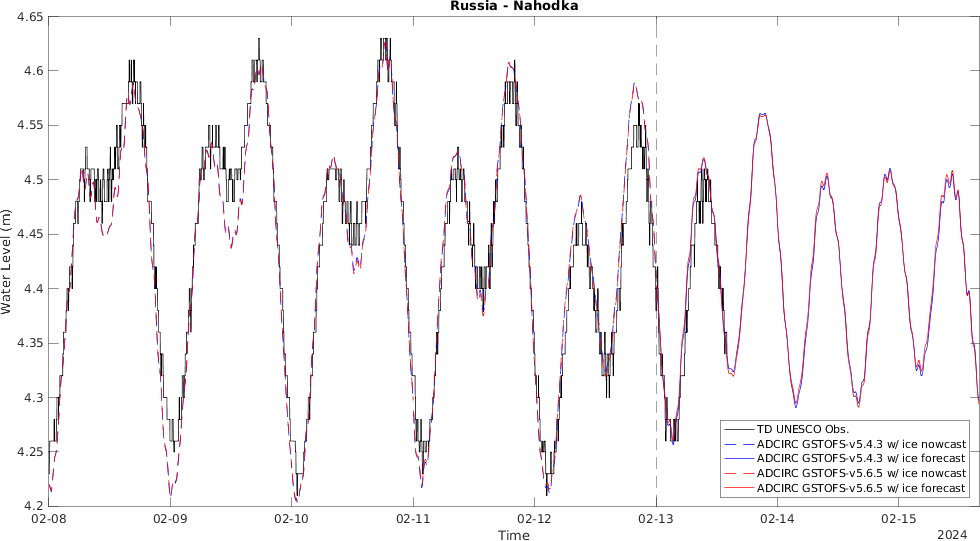 Russia - Nahodka
4.65
4.6
4.55
4.5
4.45
4.4
4.35
4.3
4.25
4.2
Water Level (m)
02-08 02-09 02-10 02-11 02-12 02-13 02-14 02-15
Time
2024
TD UNESCO Obs.
ADCIRC GSTOFS-v5.4.3 w/ ice nowcast
ADCIRC GSTOFS-v5.4.3 w/ ice forecast
ADCIRC GSTOFS-v5.6.5 w/ ice nowcast
ADCIRC GSTOFS-v5.6.5 w/ ice forecast